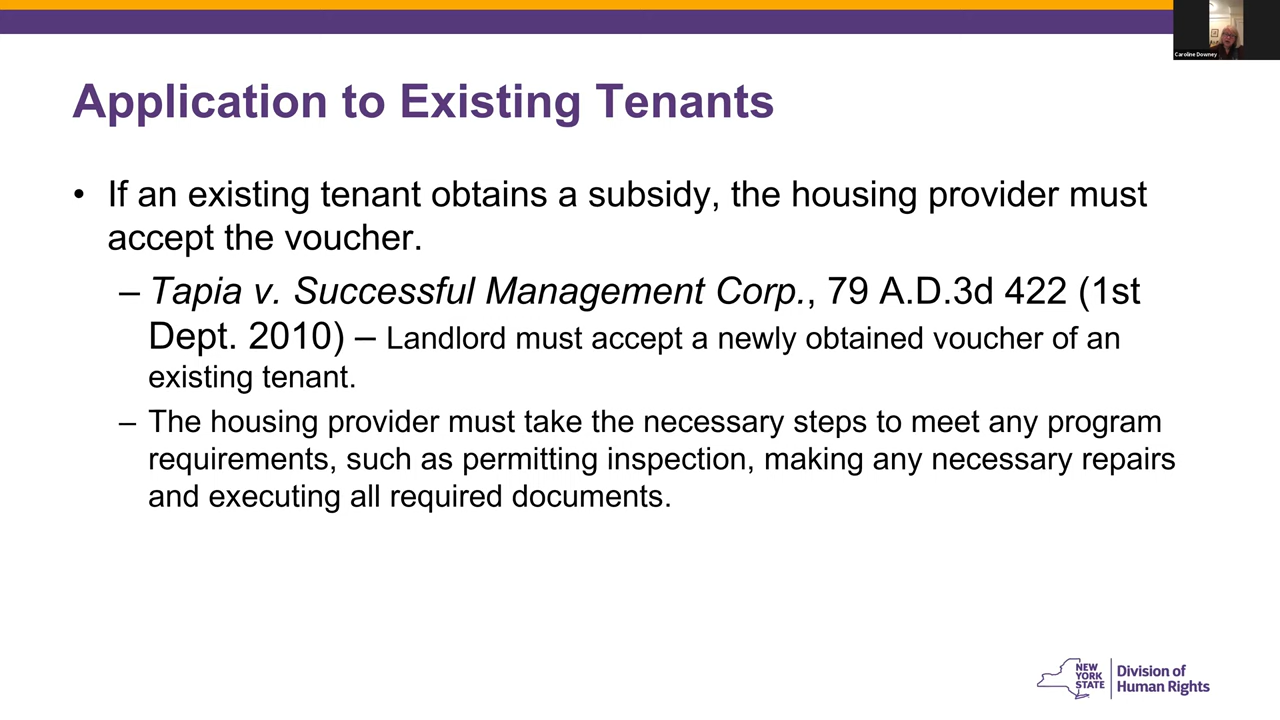 Caroline Downey
Application to Existing Tenants
• If an existing tenant obtains a subsidy, the housing provider must
accept the voucher.
– Tapia v. Successful Management Corp., 79 A.D.3d 422 (1st
Dept. 2010) – Landlord must accept a newly obtained voucher of an
existing tenant.
– The housing provider must take the necessary steps to meet any program
requirements, such as permitting inspection, making any necessary repairs
and executing all required documents.
NEW
YORK
STATE
Division of
Human Rights